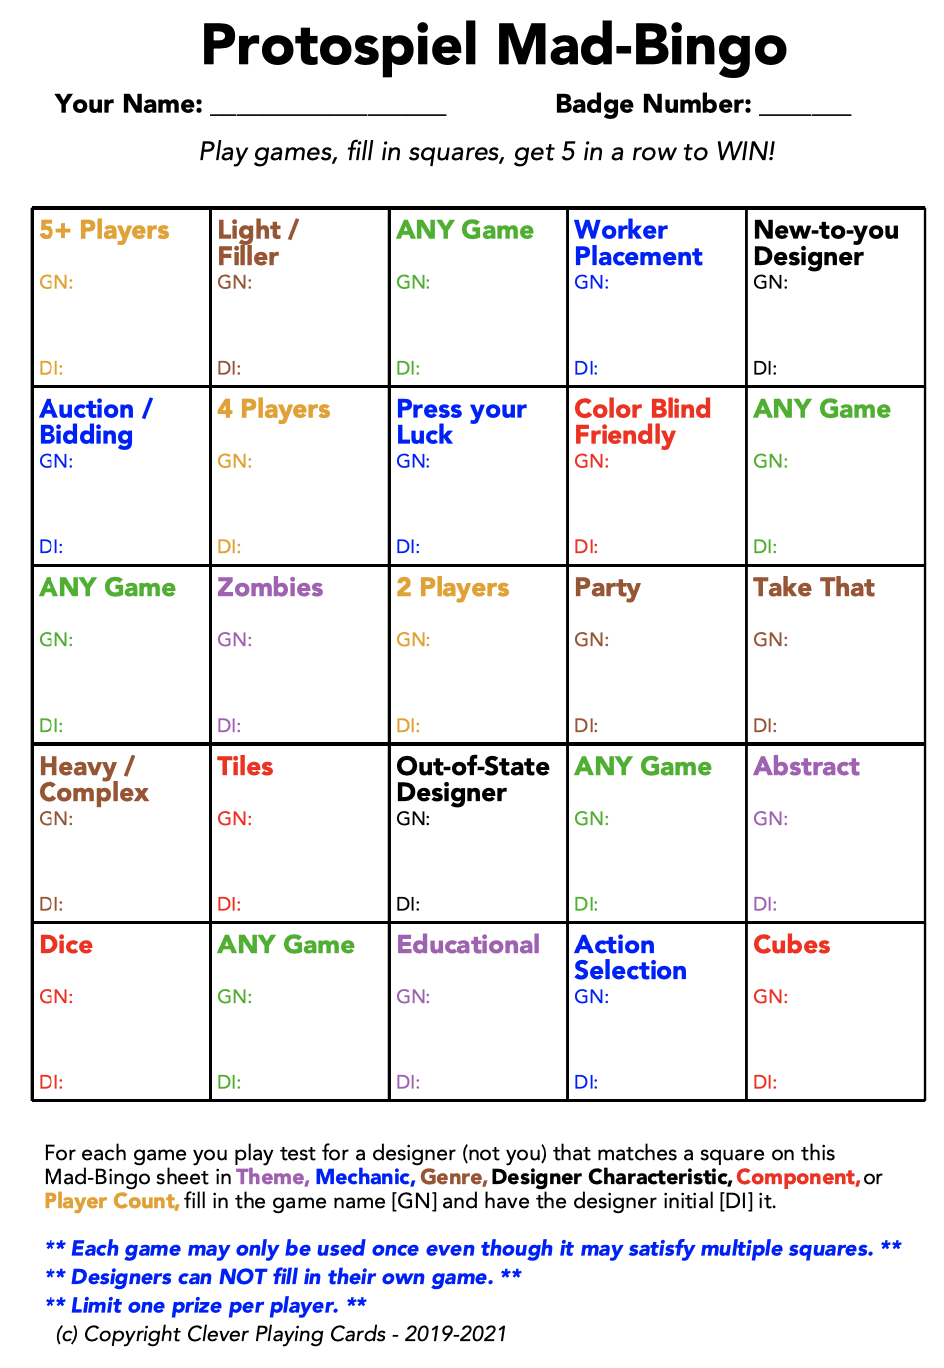 Protospiel Mad-Bingo
Your Name: __________________ Badge Number: _______
Play games, fill in squares, get 5 in a row to WIN!
5+ Players
GN:
DI:
Light /
Filler
GN:
DI:
ANY Game
GN:
DI:
Worker
Placement
GN:
DI:
New-to-you
Designer
GN:
DI:
Auction /
Bidding
GN:
DI:
4 Players
GN:
DI:
Press your
Luck
GN:
DI:
Color Blind
Friendly
GN:
DI:
ANY Game
GN:
DI:
ANY Game
GN:
DI:
Zombies
GN:
DI:
2 Players
GN:
DI:
Party
GN:
DI:
Take That
GN:
DI:
Heavy /
Complex
GN:
DI:
Tiles
GN:
DI:
Out-of-State
Designer
GN:
DI:
ANY Game
GN:
DI:
Abstract
GN:
DI:
Dice
GN:
DI:
ANY Game
GN:
DI:
Educational
GN:
DI:
Action
Selection
GN:
DI:
Cubes
GN:
DI:
For each game you play test for a designer (not you) that matches a square on this
Mad-Bingo sheet in Theme, Mechanic, Genre, Designer Characteristic, Component, or
Player Count, fill in the game name [GN] and have the designer initial [DI] it.
** Each game may only be used once even though it may satisfy multiple squares. **
** Designers can NOT fill in their own game. **
** Limit one prize per player. **
(c) Copyright Clever Playing Cards - 2019-2021